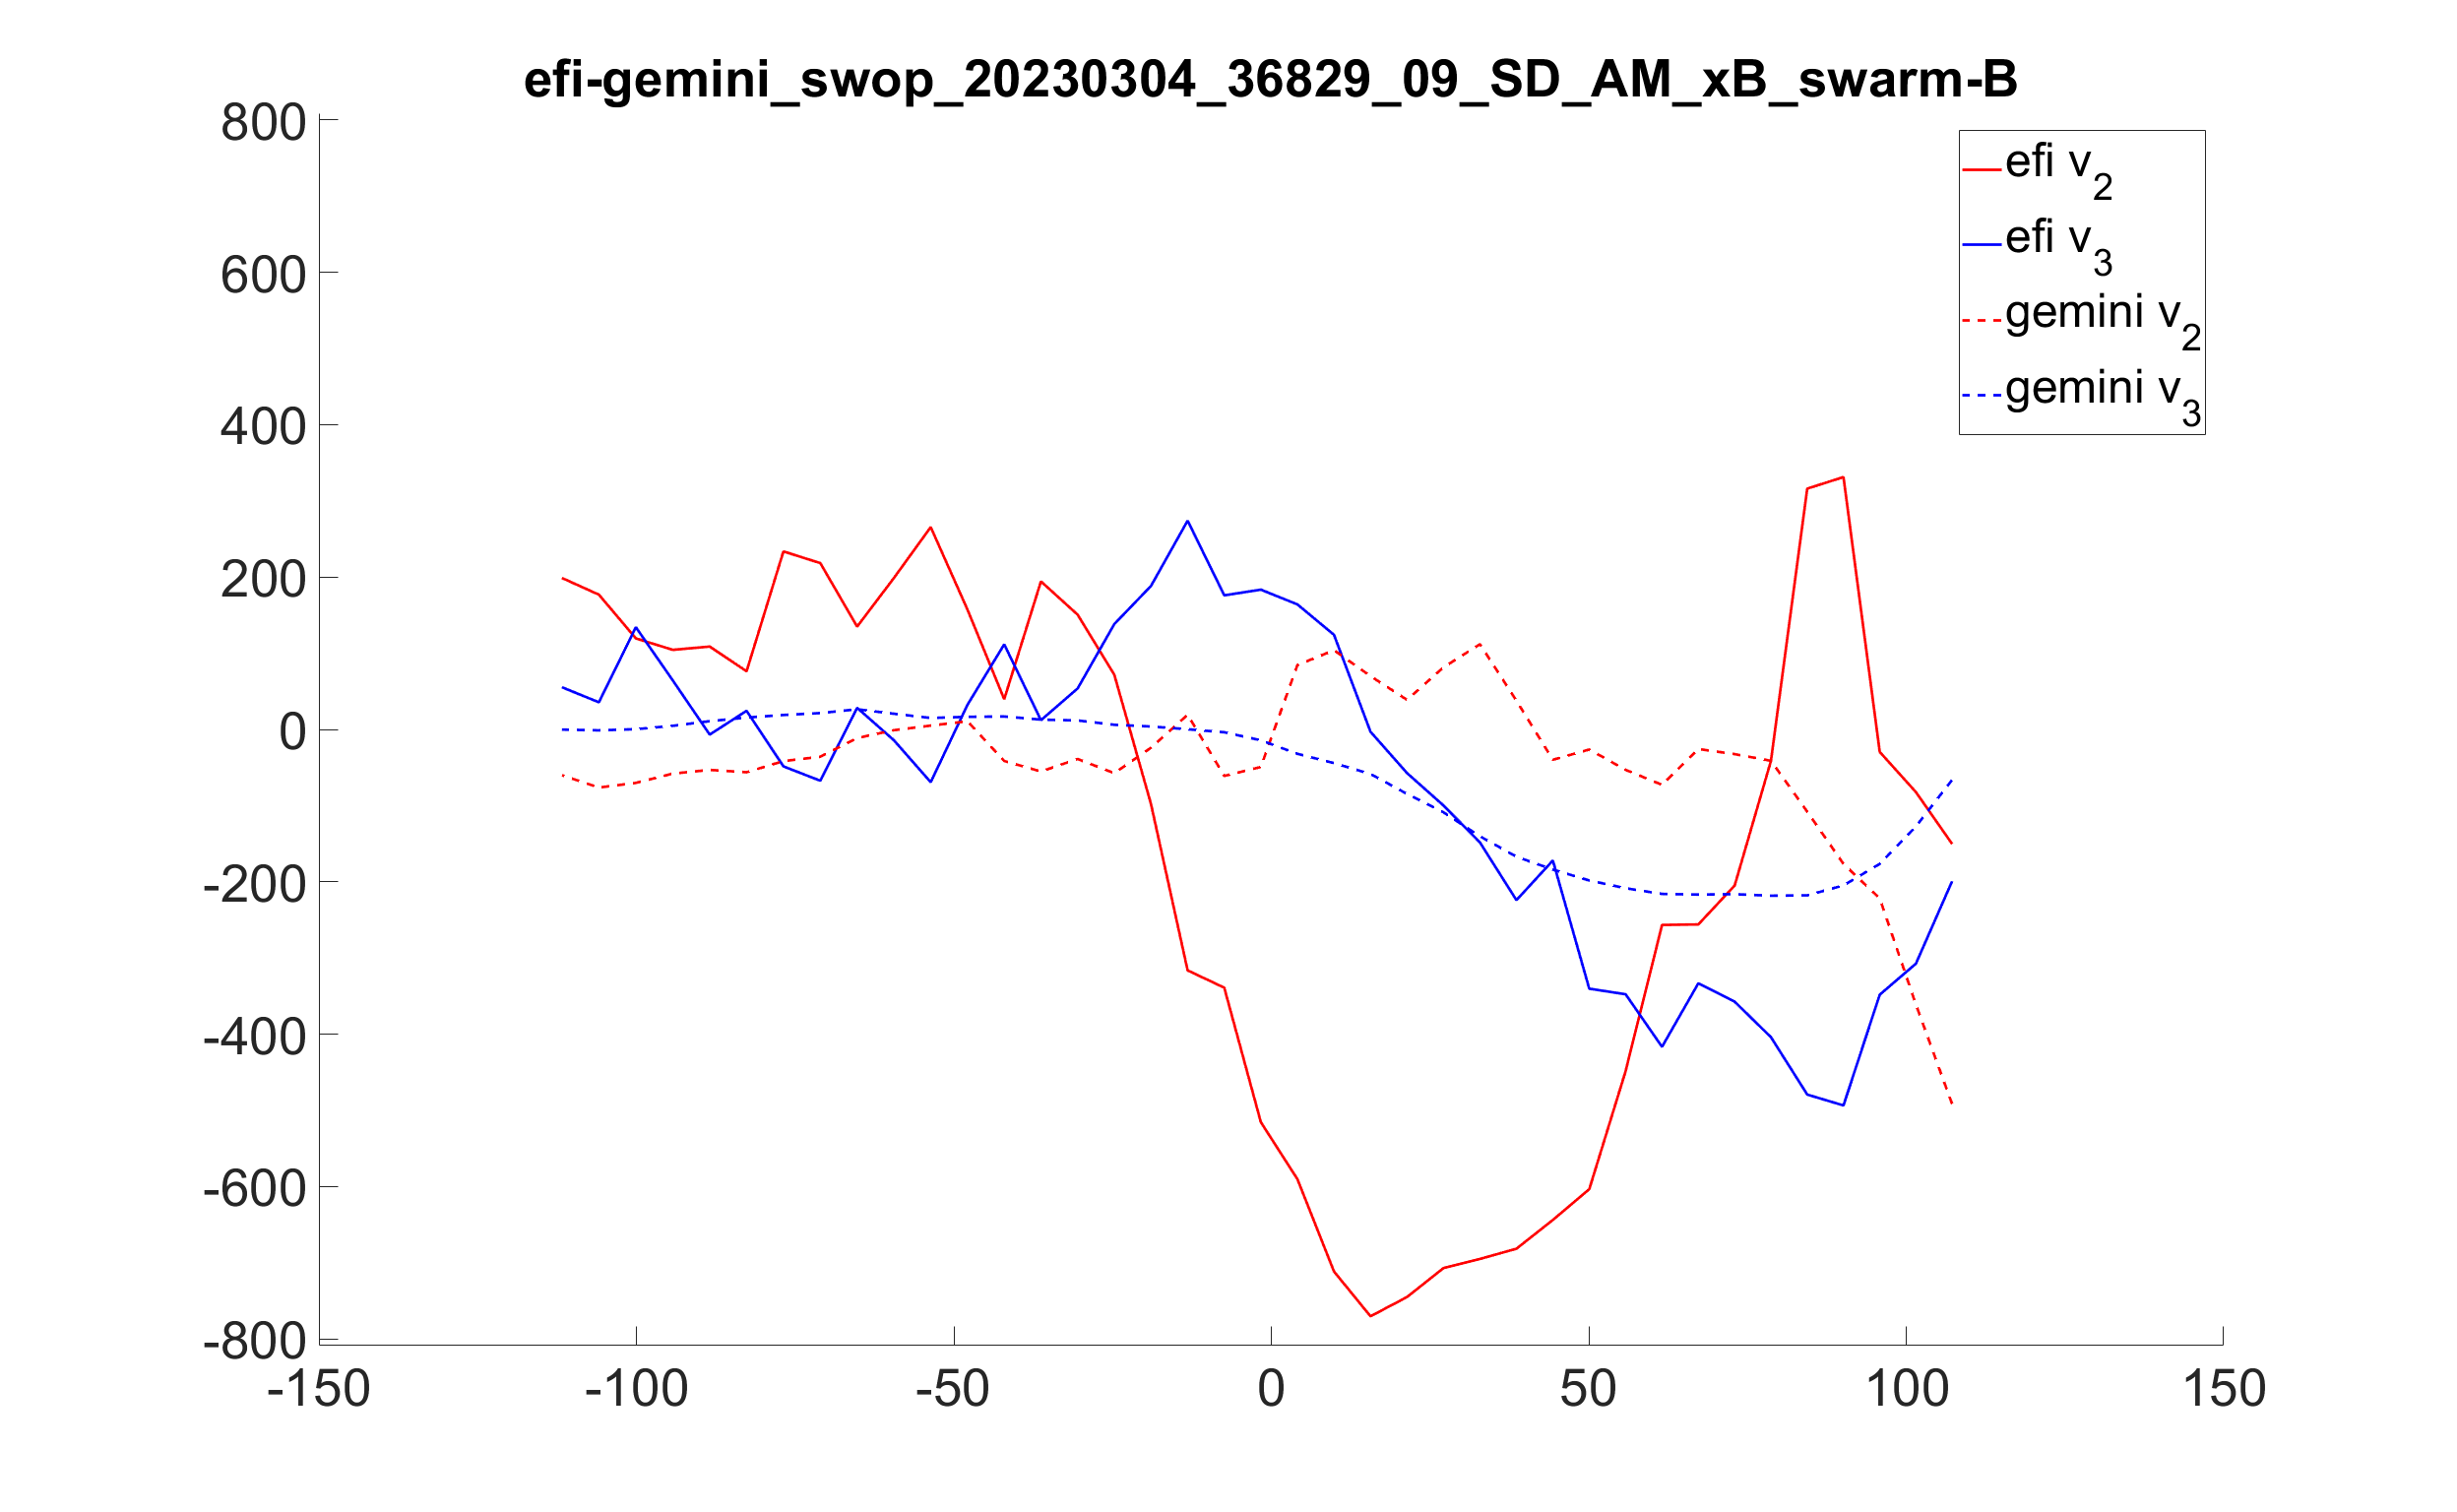 efi-gemini_swop_20230304_36829_09_SD_AM_xB_swarm-B
800
600
400
200
0
-200
-400
-600
-800
-150 -100 -50 0 50 100 150
efi v2
efi v3
gemini v2
gemini v3